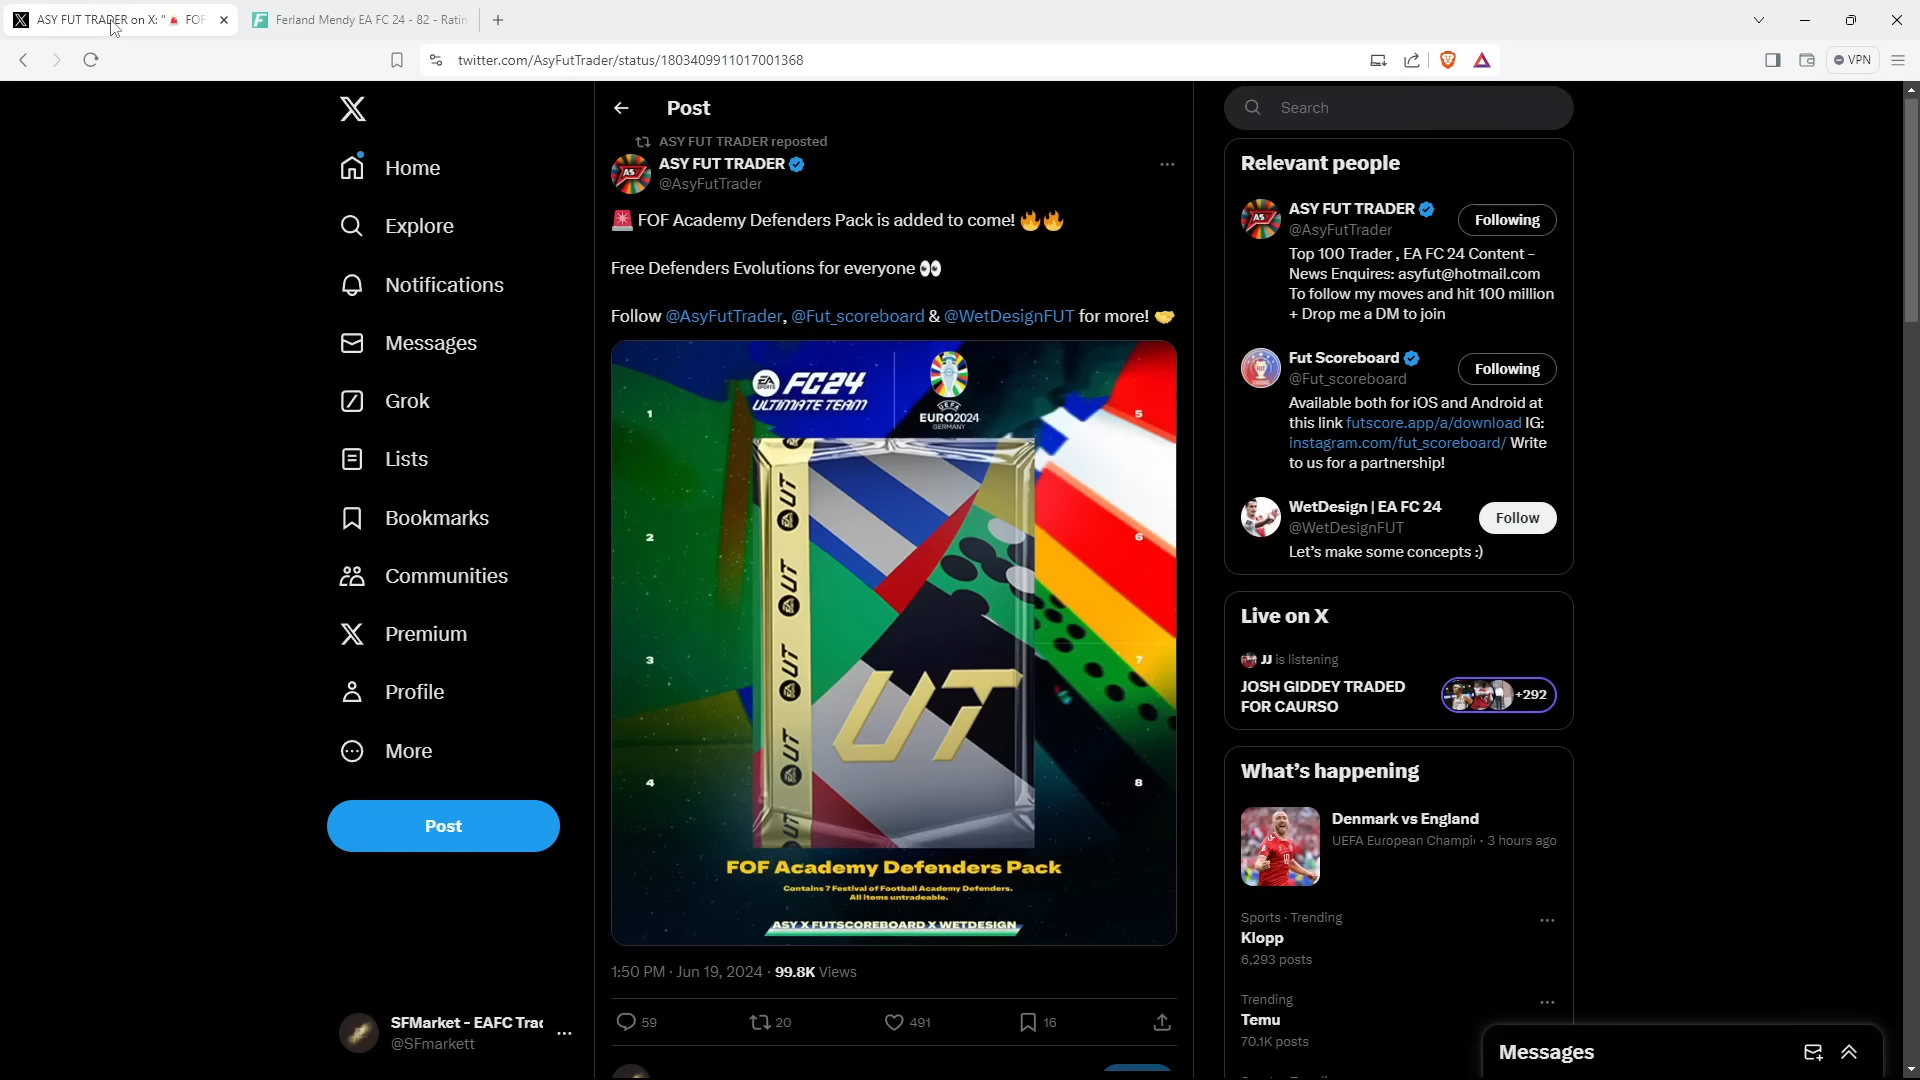 ASY FUT TRADER on X: "🚨 FOF
Ferland Mendy EA FC 24 - 82 - Ratin
twitter.com/AsyFutTrader/status/1803409911017001368
VPN
Home
Explore
Notifications
Messages
Grok
Lists
Bookmarks
Communities
Premium
Profile
More
Post
SFMarket - EAFC Trad
@SFmarkett
Post
ASY FUT TRADER reposted
ASY FUT TRADER
@AsyFutTrader
🚨 FOF Academy Defenders Pack is added to come! 🔥🔥
Free Defenders Evolutions for everyone 👀
Follow @AsyFutTrader, @Fut_scoreboard & @WetDesignFUT for more! 🤝
EA SPORTS FC24
ULTIMATE TEAM
UEFA
EURO2024
GERMANY
1
2
3
4
5
6
7
8
UT
UT
UT
UT
UT
UT
FOF Academy Defenders Pack
Contains 7 Festival of Football Academy Defenders.
All items untradeable.
ASY X FUTSCOREBOARD X WETDESIGN
1:50 PM · Jun 19, 2024 · 99.8K Views
59
20
491
16
Search
Relevant people
ASY FUT TRADER
@AsyFutTrader
Following
Top 100 Trader , EA FC 24 Content -
News Enquires: asyfut@hotmail.com
To follow my moves and hit 100 million
+ Drop me a DM to join
Fut Scoreboard
@Fut_scoreboard
Following
Available both for iOS and Android at
this link futscore.app/a/download IG:
instagram.com/fut_scoreboard/ Write
to us for a partnership!
WetDesign | EA FC 24
@WetDesignFUT
Follow
Let's make some concepts :)
Live on X
JJ is listening
JOSH GIDDEY TRADED
FOR CAURSO
+292
What's happening
Denmark vs England
UEFA European Champi · 3 hours ago
Sports · Trending
Klopp
6,293 posts
Trending
Temu
70.1K posts
Messages